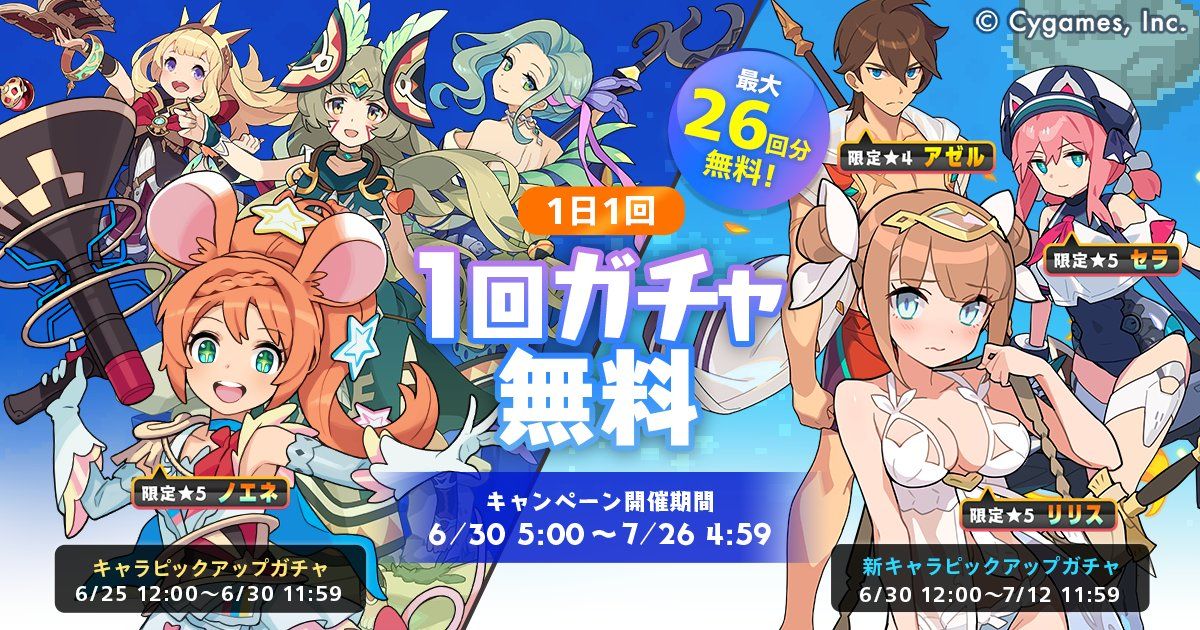 © Cygames, Inc.
最大
26回分
無料!
1日1回
1回ガチャ
無料
キャンペーン開催期間
6/30 5:00〜7/26 4:59
限定★4 アゼル
限定★5 セラ
限定★5 リリス
限定★5 ノエネ
キャラピックアップガチャ
6/25 12:00〜6/30 11:59
新キャラピックアップガチャ
6/30 12:00〜7/12 11:59